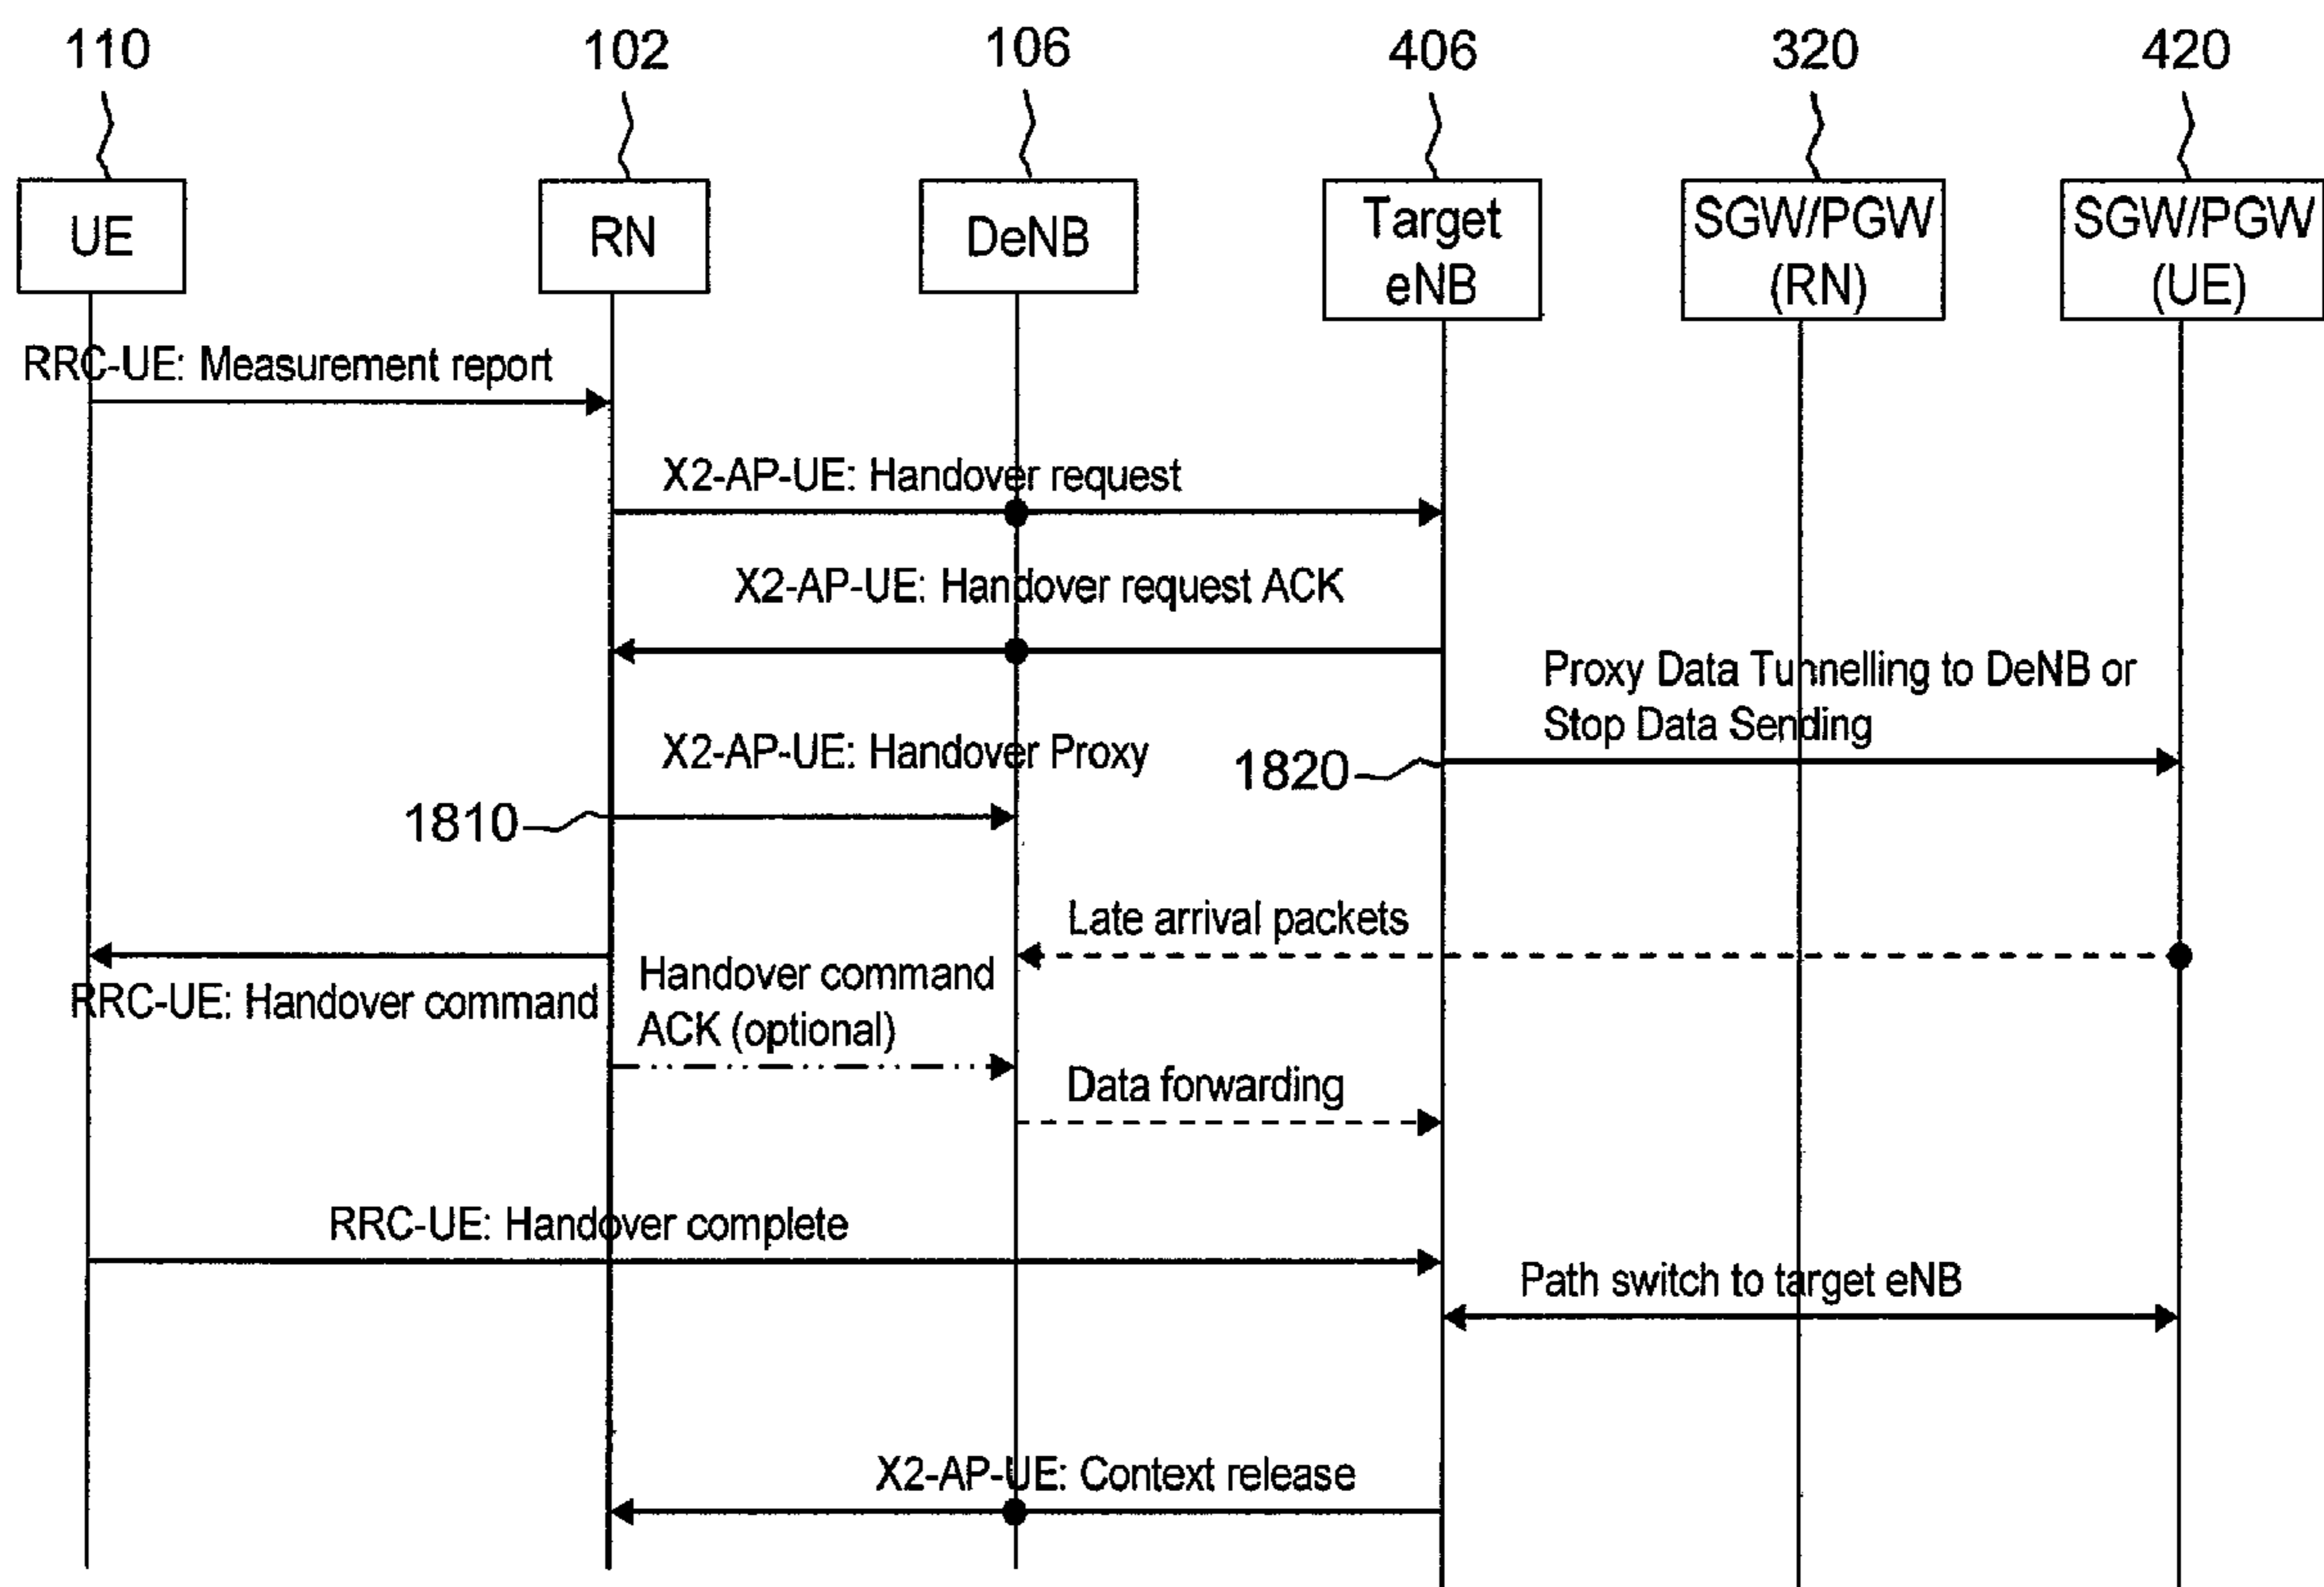 110
102
106
406
320
420
UE
RN
DeNB
Target
eNB
SGW/PGW
(RN)
SGW/PGW
(UE)
RRC-UE: Measurement report
X2-AP-UE: Handover request
X2-AP-UE: Handover request ACK
Proxy Data Tunnelling to DeNB or
Stop Data Sending
X2-AP-UE: Handover Proxy
1820
1810
Late arrival packets
RRC-UE: Handover command
Handover command
ACK (optional)
Data forwarding
RRC-UE: Handover complete
Path switch to target eNB
X2-AP-UE: Context release